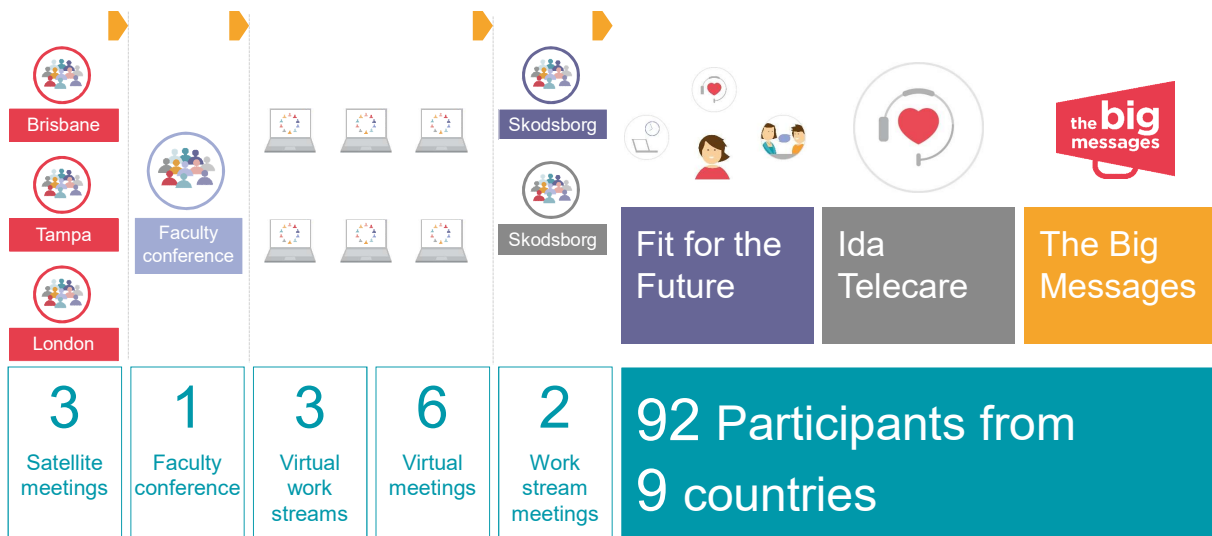 Brisbane
Tampa
London
Faculty
conference
Skodsborg
Skodsborg
the big
messages
Fit for the
Future
Ida
Telecare
The Big
Messages
3
Satellite
meetings
1
Faculty
conference
3
Virtual
work
streams
6
Virtual
meetings
2
Work
stream
meetings
92 Participants from
9 countries